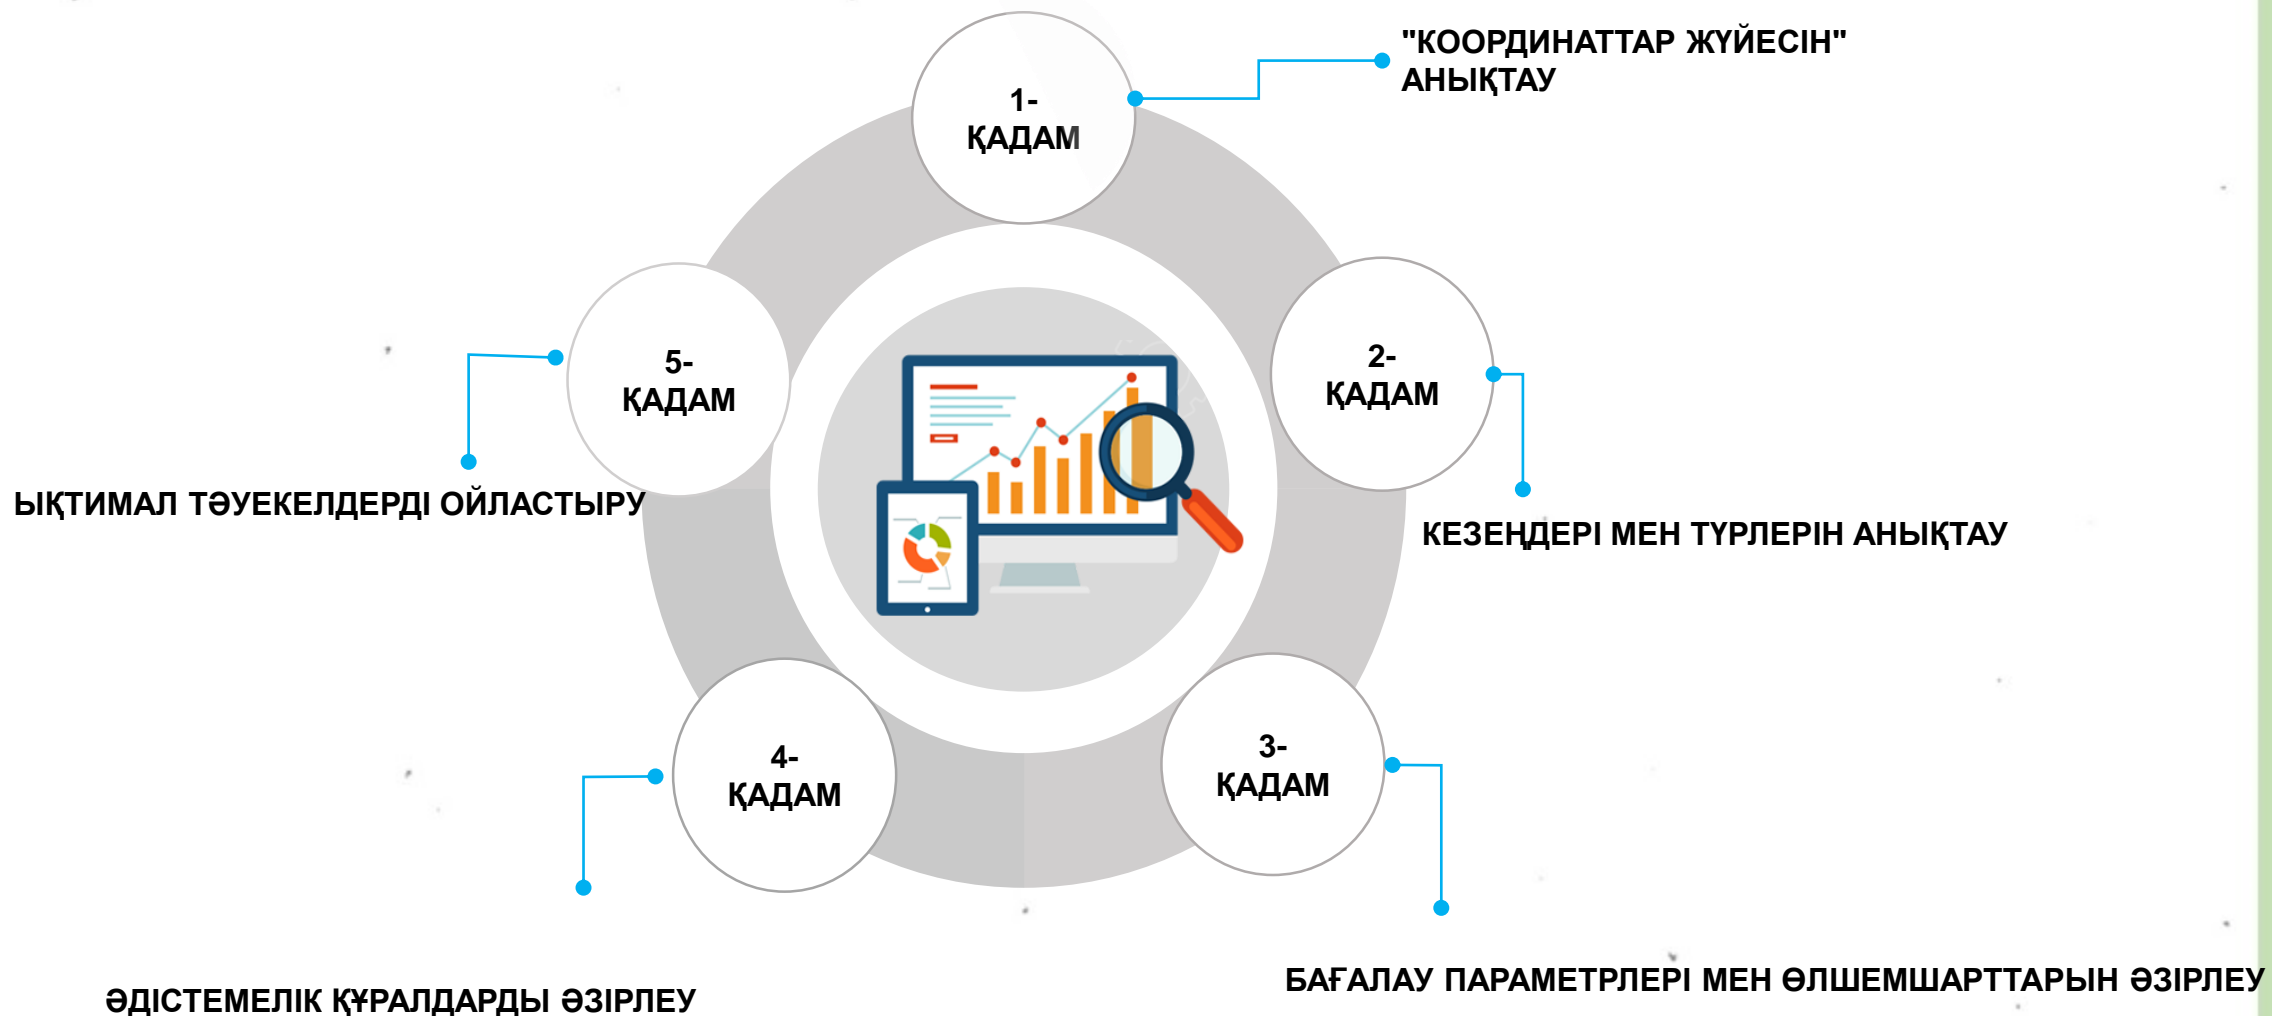 1-
ҚАДАМ
"КООРДИНАТТАР ЖҮЙЕСІН"
АНЫҚТАУ
2-
ҚАДАМ
КЕЗЕҢДЕРІ МЕН ТҮРЛЕРІН АНЫҚТАУ
3-
ҚАДАМ
БАҒАЛАУ ПАРАМЕТРЛЕРІ МЕН ӨЛШЕМШАРТТАРЫН ӘЗІРЛЕУ
4-
ҚАДАМ
ӘДІСТЕМЕЛІК ҚҰРАЛДАРДЫ ӘЗІРЛЕУ
5-
ҚАДАМ
ЫҚТИМАЛ ТӘУЕКЕЛДЕРДІ ОЙЛАСТЫРУ